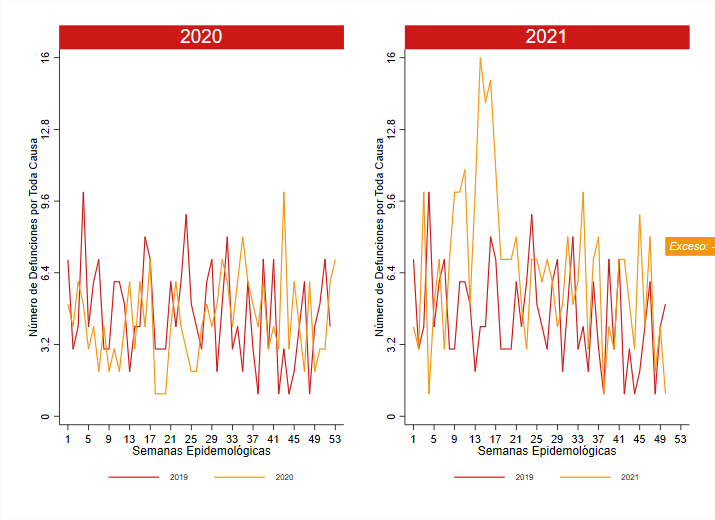 2020
Número de Defunciones por Toda Causa
16
12.8
9.6
6.4
3.2
0
1 5 9 13 17 21 25 29 33 37 41 45 49 53
Semanas Epidemológicas
2019 2020
2021
Número de Defunciones por Toda Causa
16
12.8
9.6
6.4
3.2
0
Exceso: -
1 5 9 13 17 21 25 29 33 37 41 45 49 53
Semanas Epidemológicas
2019 2021